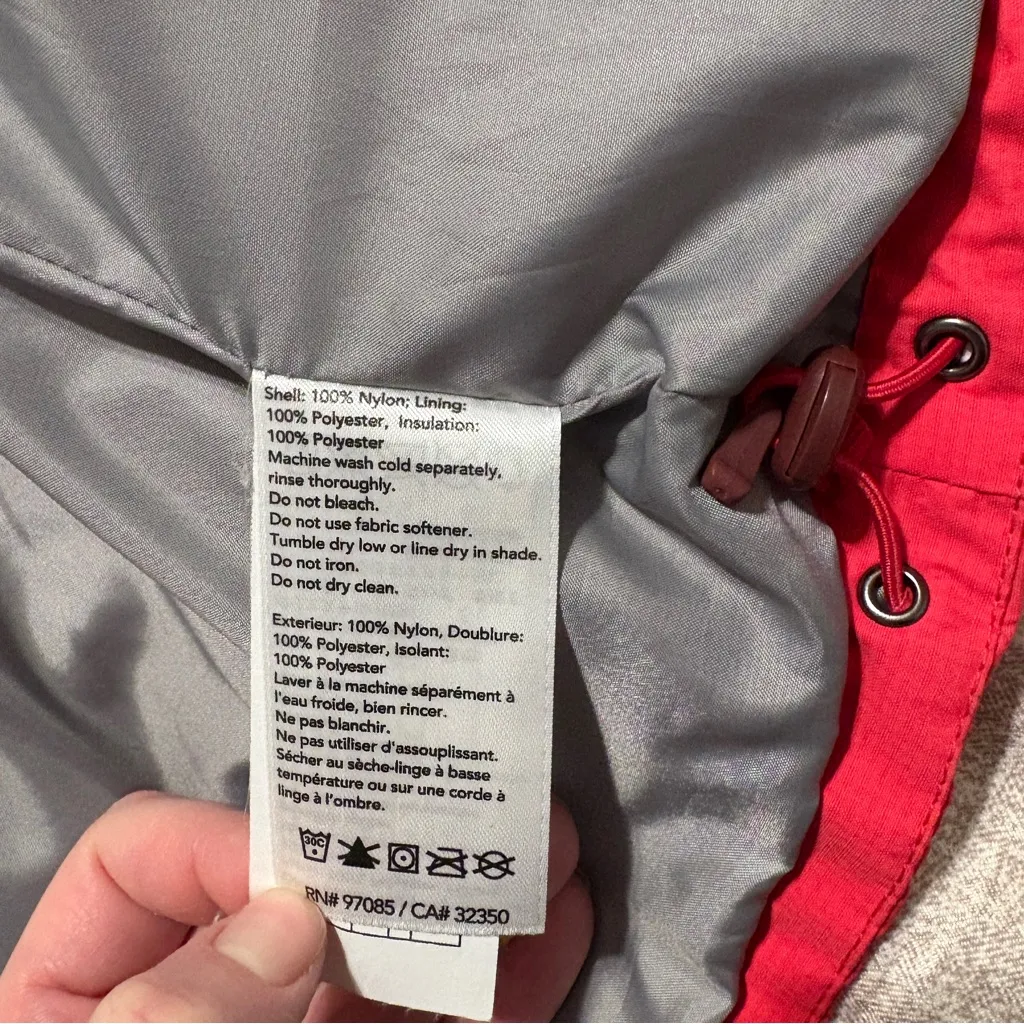 Shell: 100% Nylon; Lining:
100% Polyester, Insulation:
100% Polyester
Machine wash cold separately,
rinse thoroughly.
Do not bleach.
Do not use fabric softener.
Tumble dry low or line dry in shade.
Do not iron.
Do not dry clean.
Exterieur: 100% Nylon, Doublure:
100% Polyester, Isolant:
100% Polyester
Laver à la machine séparément à
l'eau froide, bien rincer.
Ne pas blanchir.
Ne pas utiliser d'assouplissant.
Sécher au sèche-linge à basse
température ou sur une corde à
linge à l'ombre.
30C
RN# 97085 / CA# 32350